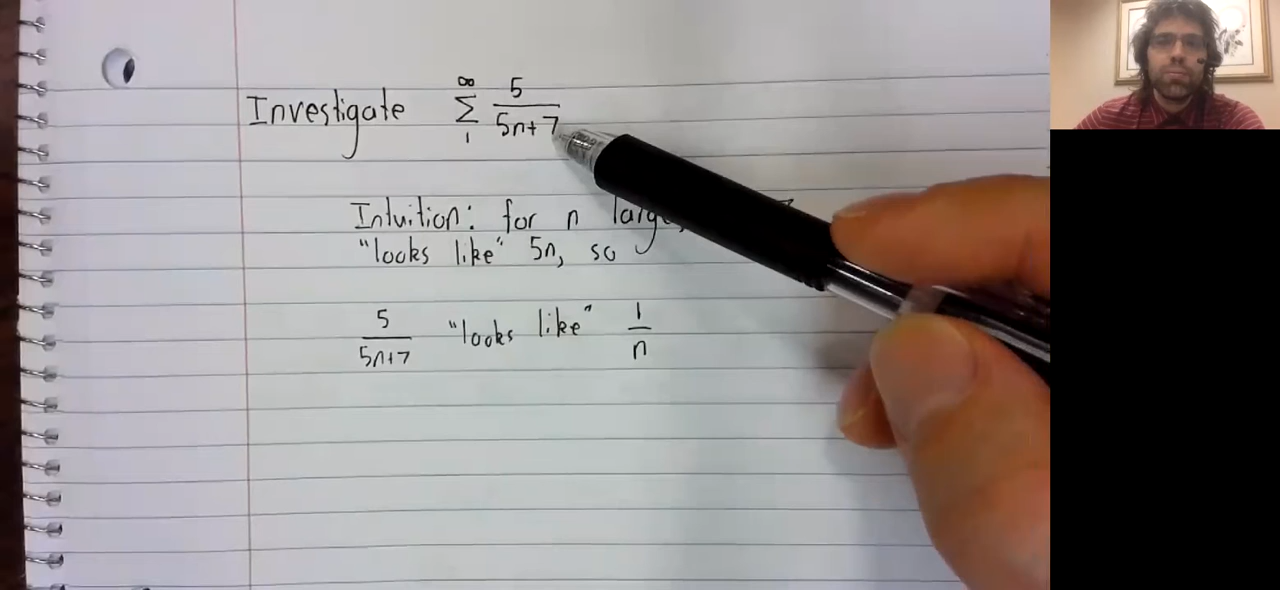 Investigate ∞ Σ 1 5/(5n+7)
Intuition: for n large,
"looks like" 5n, so
5/(5n+7) "looks like" 1/n